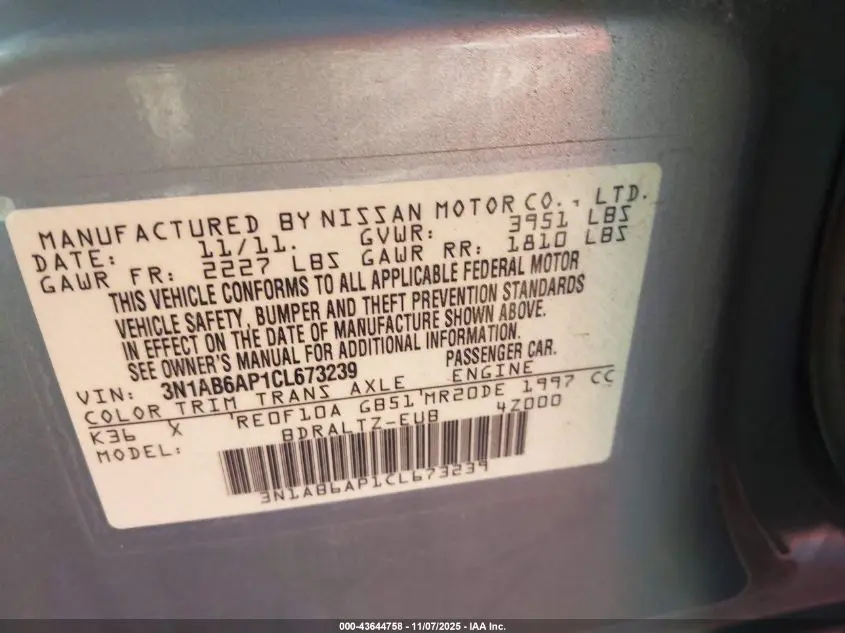 MANUFACTURED BY NISSAN MOTOR CO., LTD.
DATE: 11/11. GVWR: 3951 LBS
GAWR FR: 2227 LBS GAWR RR: 1810 LBS
THIS VEHICLE CONFORMS TO ALL APPLICABLE FEDERAL MOTOR
VEHICLE SAFETY, BUMPER AND THEFT PREVENTION STANDARDS
IN EFFECT ON THE DATE OF MANUFACTURE SHOWN ABOVE.
SEE OWNER'S MANUAL FOR ADDITIONAL INFORMATION.
VIN: 3N1AB6AP1CL673239 PASSENGER CAR.
COLOR TRIM TRANS AXLE ENGINE
K36 X RE0F10A GB51 MR20DE 1997 CC
MODEL: BDRALTZ-EUB 4Z000
3N1AB6AP1CL673239
000-43644758 - 11/07/2025 - IAA Inc.